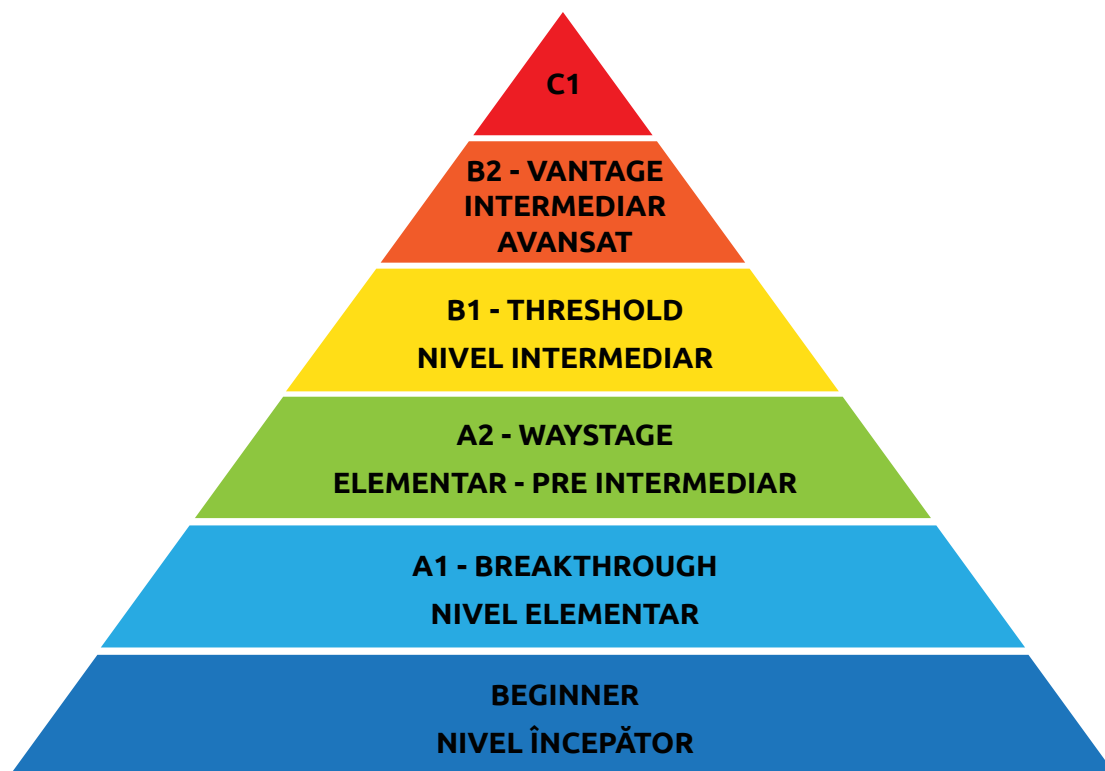 C1
B2 - VANTAGE
INTERMEDIAR
AVANSAT
B1 - THRESHOLD
NIVEL INTERMEDIAR
A2 - WAYSTAGE
ELEMENTAR - PRE INTERMEDIAR
A1 - BREAKTHROUGH
NIVEL ELEMENTAR
BEGINNER
NIVEL ÎNCEPĂTOR